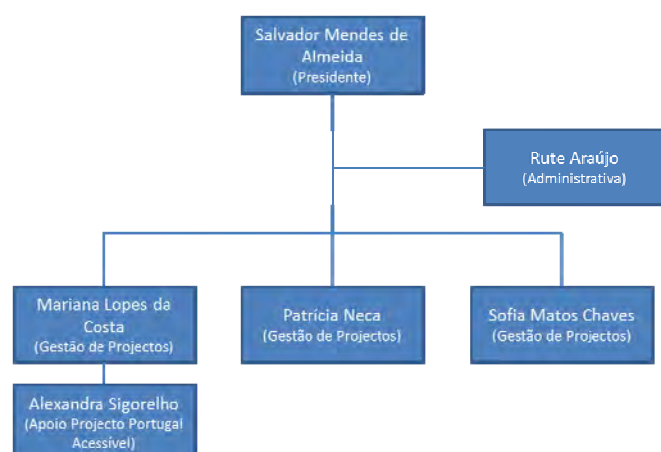 Salvador Mendes de
Almeida
(Presidente)
Rute Araújo
(Administrativa)
Mariana Lopes da
Costa
(Gestão de Projectos)
Patrícia Neca
(Gestão de Projectos)
Sofia Matos Chaves
(Gestão de Projectos)
Alexandra Sigorelho
(Apoio Projecto Portugal
Acessível)